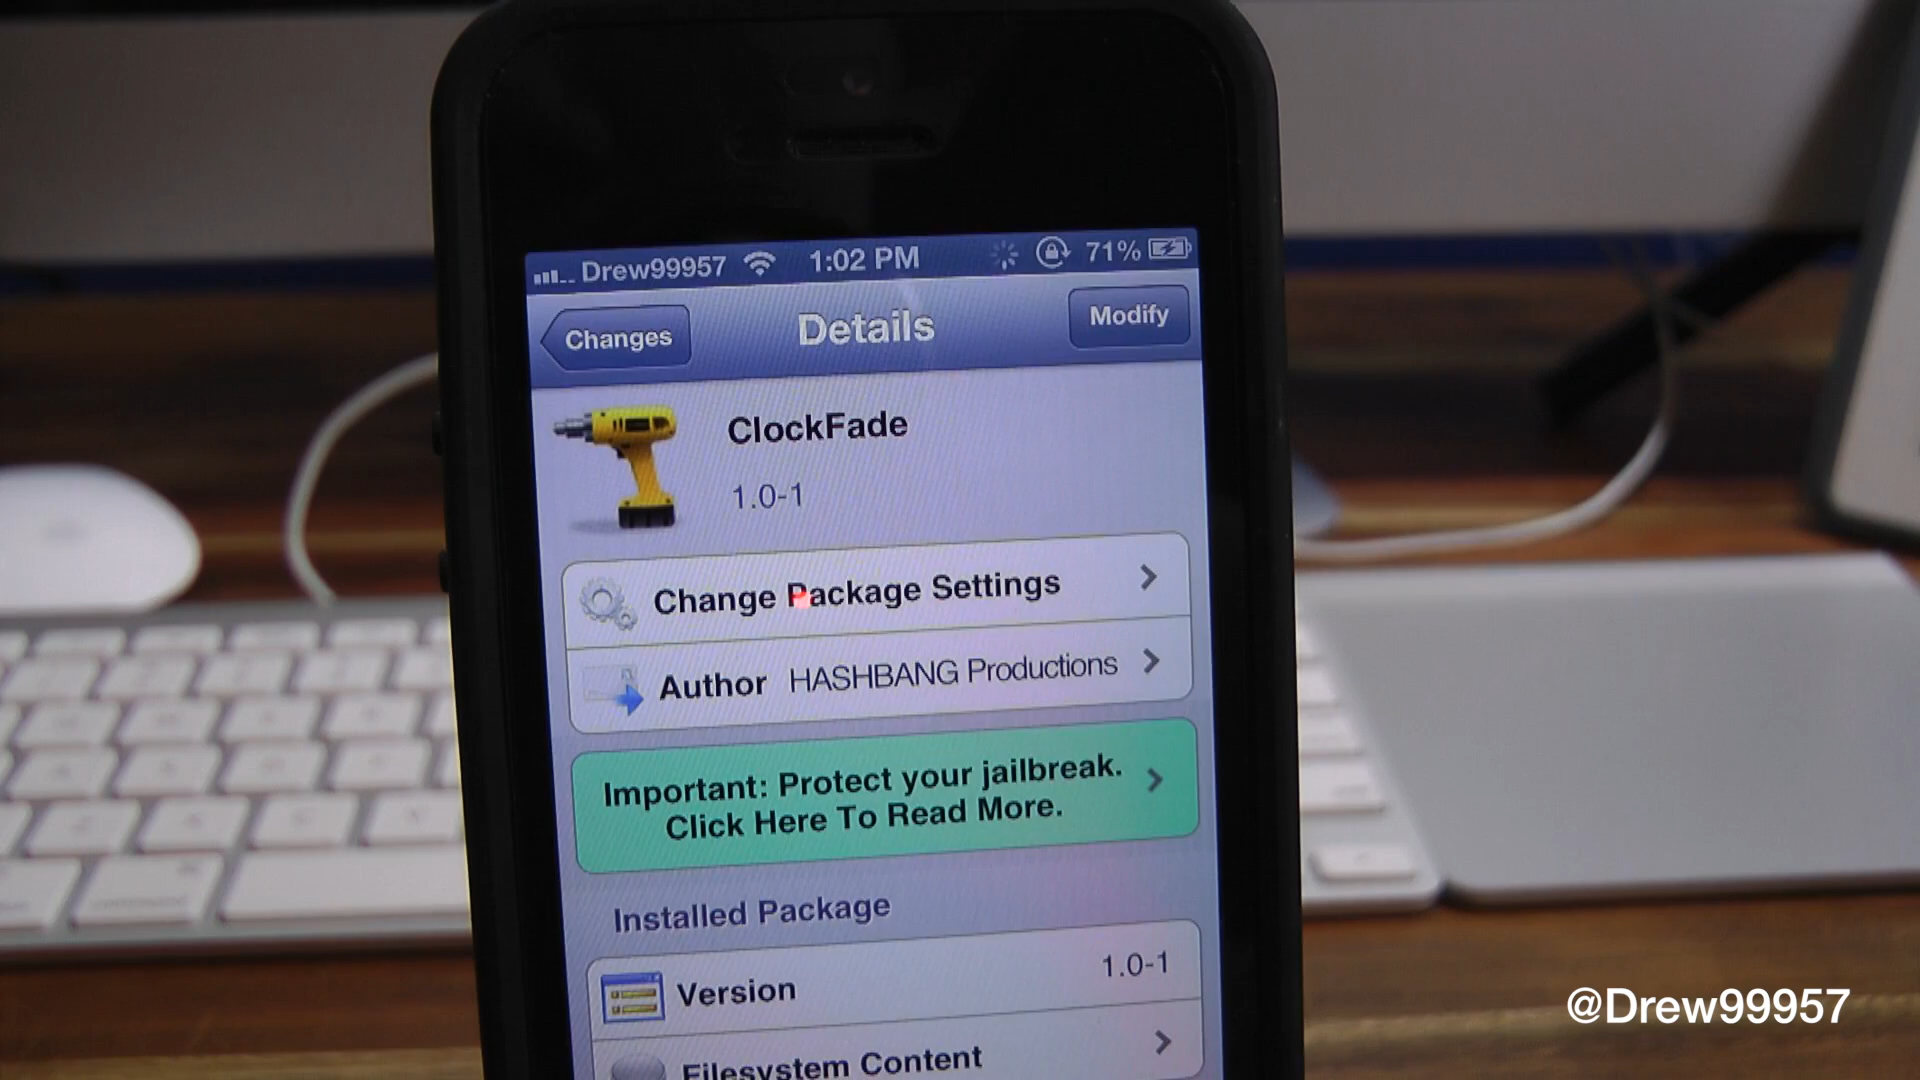 Drew99957 1:02 PM 71%
Changes Details Modify
ClockFade
1.0-1
Change Package Settings
Author HASHBANG Productions
Important: Protect your jailbreak.
Click Here To Read More.
Installed Package
Version 1.0-1
Filesystem Content
@Drew99957